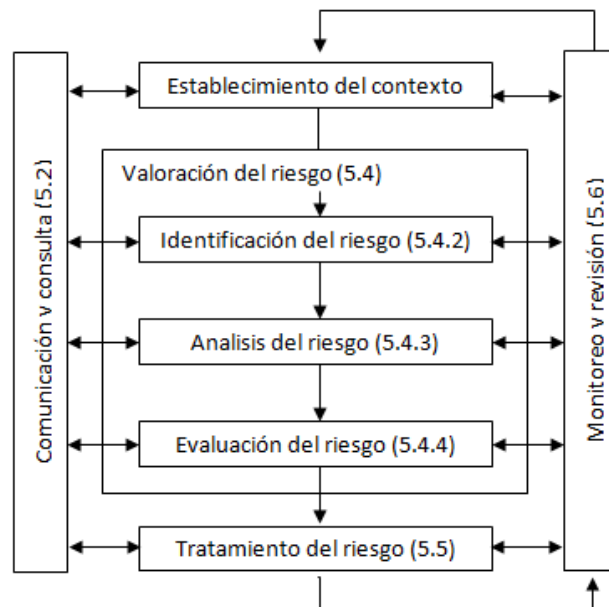 Establecimiento del contexto
Valoración del riesgo (5.4)
Identificación del riesgo (5.4.2)
Analisis del riesgo (5.4.3)
Evaluación del riesgo (5.4.4)
Tratamiento del riesgo (5.5)
Comunicación y consulta (5.2)
Monitoreo y revisión (5.6)